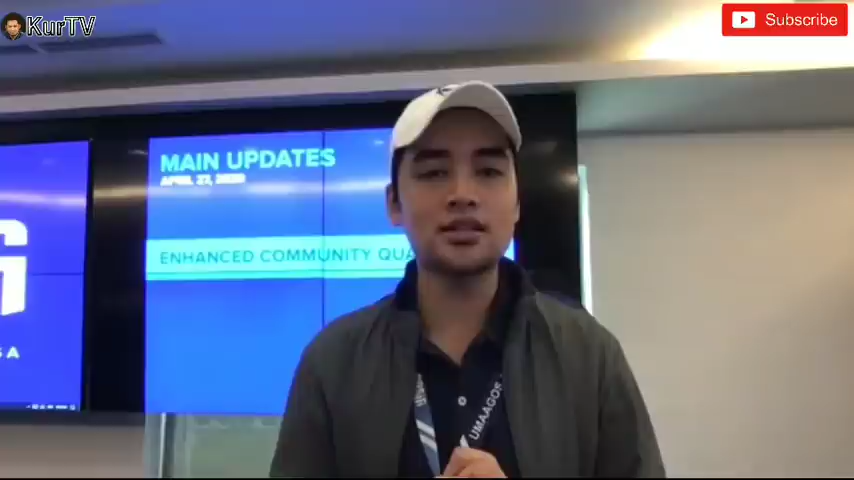 KurTV
Subscribe
MAIN UPDATES
APRIL 27, 2020
ENHANCED COMMUNITY QUA
G
S A
UMAAGOS